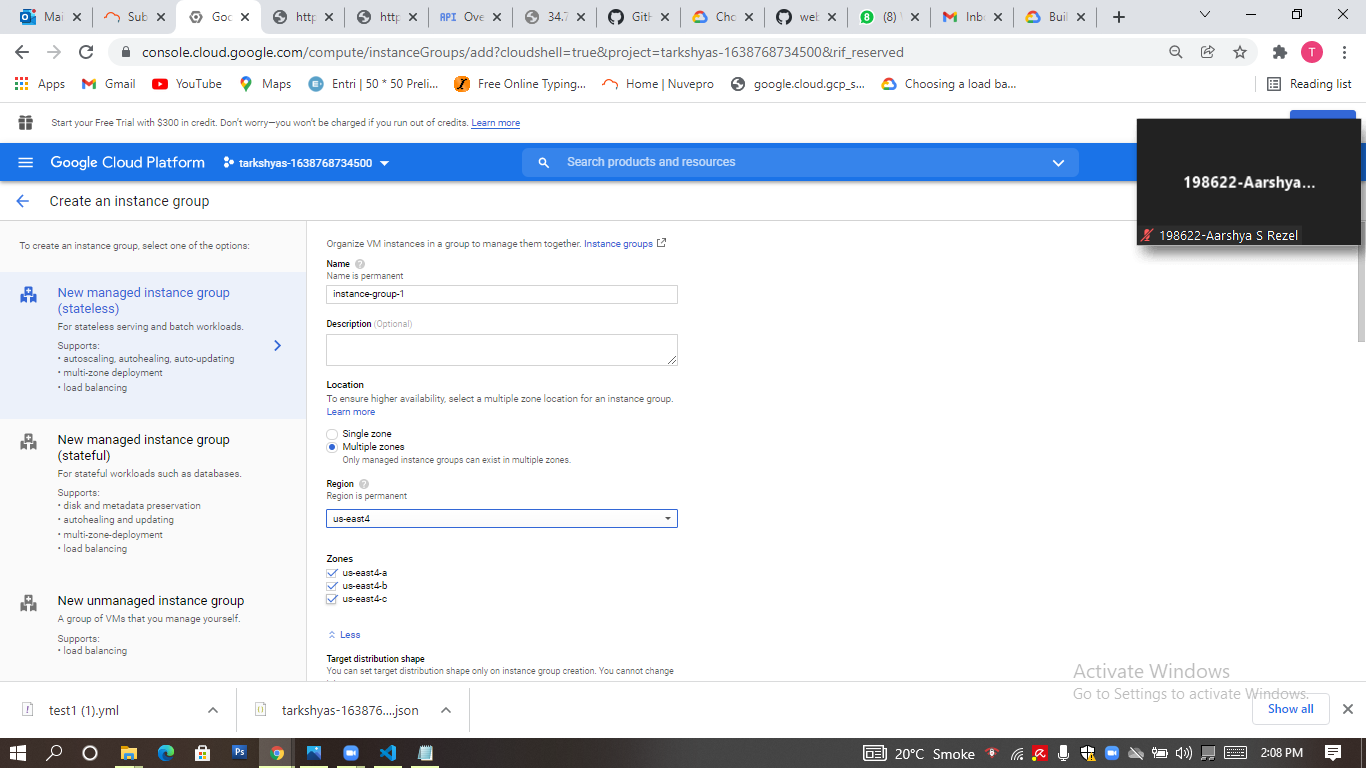 Mai
Sub
Goo
http
http
API Ove
34.7
Gith
Cho
web
8 (8) \
Inb
Buil
console.cloud.google.com/compute/instanceGroups/add?cloudshell=true&project=tarkshyas-1638768734500&rif_reserved
T
Apps
Gmail
YouTube
Maps
Entri | 50 * 50 Preli...
Free Online Typing...
Home | Nuvepro
google.cloud.gcp_s...
Choosing a load ba...
Reading list
Start your Free Trial with $300 in credit. Don't worry—you won't be charged if you run out of credits. Learn more
Google Cloud Platform
tarkshyas-1638768734500
Search products and resources
198622-Aarshya...
198622-Aarshya S Rezel
Create an instance group
To create an instance group, select one of the options:
New managed instance group
(stateless)
For stateless serving and batch workloads.
Supports:
• autoscaling, autohealing, auto-updating
• multi-zone deployment
• load balancing
New managed instance group
(stateful)
For stateful workloads such as databases.
Supports:
• disk and metadata preservation
• autohealing and updating
• multi-zone-deployment
• load balancing
New unmanaged instance group
A group of VMs that you manage yourself.
Supports:
• load balancing
Organize VM instances in a group to manage them together. Instance groups
Name
Name is permanent
instance-group-1
Description (Optional)
Location
To ensure higher availability, select a multiple zone location for an instance group.
Learn more
Single zone
Multiple zones
Only managed instance groups can exist in multiple zones.
Region
Region is permanent
us-east4
Zones
us-east4-a
us-east4-b
us-east4-c
Less
Target distribution shape
You can set target distribution shape only on instance group creation. You cannot change
Activate Windows
Go to Settings to activate Windows.
test1 (1).yml
tarkshyas-163876....json
Show all
Ps
20°C Smoke
2:08 PM